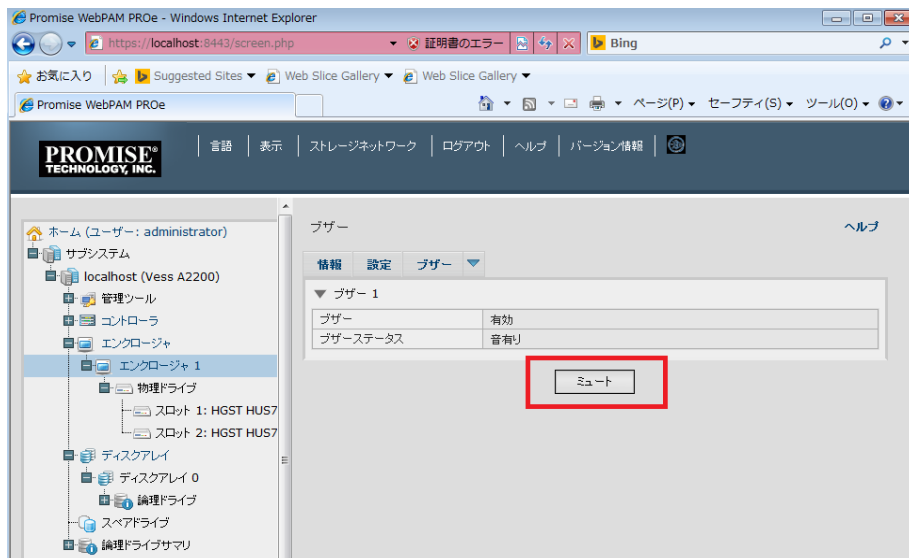 Promise WebPAM PROe - Windows Internet Explorer
https://localhost:8443/screen.php
証明書のエラー
Bing
お気に入り
Suggested Sites
Web Slice Gallery
Web Slice Gallery
Promise WebPAM PROe
ページ(P)
セーフティ(S)
ツール(O)
PROMISE®
TECHNOLOGY, INC.
言語 | 表示 | ストレージネットワーク | ログアウト | ヘルプ | バージョン情報
ホーム (ユーザー: administrator)
サブシステム
localhost (Vess A2200)
管理ツール
コントローラ
エンクロージャ
エンクロージャ 1
物理ドライブ
スロット 1: HGST HUS7
スロット 2: HGST HUS7
ディスクアレイ
ディスクアレイ 0
論理ドライブ
スペアドライブ
論理ドライブサマリ
ブザー
ヘルプ
情報 設定 ブザー
ブザー 1
ブザー 有効
ブザーステータス 音有り
ミュート